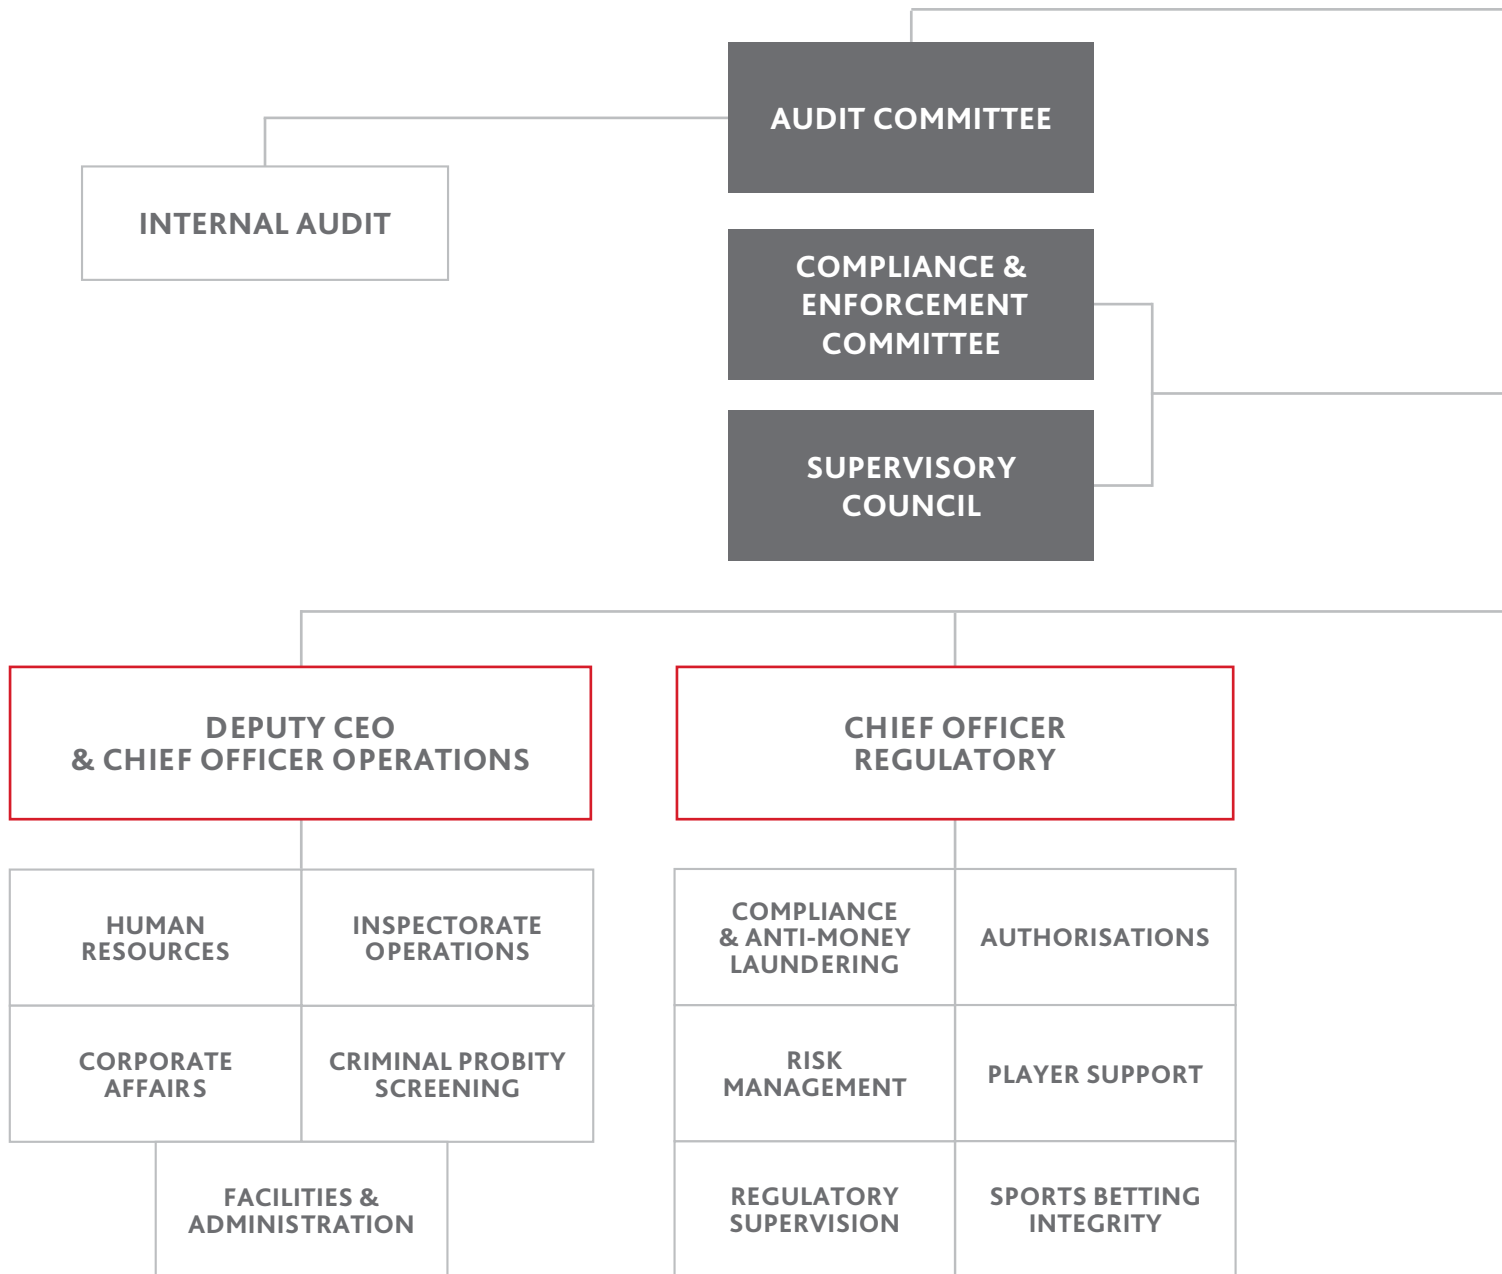 AUDIT COMMITTEE
INTERNAL AUDIT
COMPLIANCE &
ENFORCEMENT
COMMITTEE
SUPERVISORY
COUNCIL
DEPUTY CEO
& CHIEF OFFICER OPERATIONS
CHIEF OFFICER
REGULATORY
HUMAN
RESOURCES
INSPECTORATE
OPERATIONS
COMPLIANCE
& ANTI-MONEY
LAUNDERING
AUTHORISATIONS
CORPORATE
AFFAIRS
CRIMINAL PROBITY
SCREENING
RISK
MANAGEMENT
PLAYER SUPPORT
FACILITIES &
ADMINISTRATION
REGULATORY
SUPERVISION
SPORTS BETTING
INTEGRITY